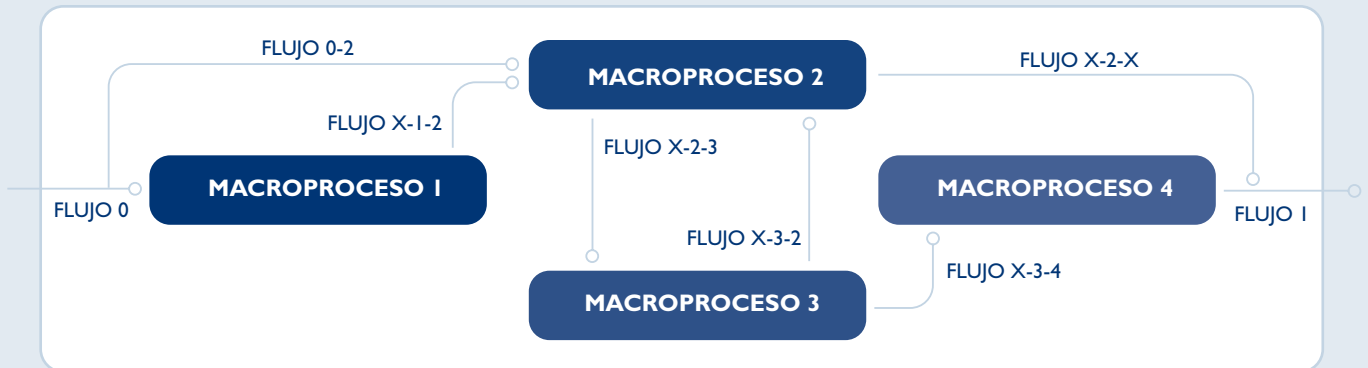 FLUJO 0-2
FLUJO X-2-X
MACROPROCESO 2
FLUJO X-1-2
FLUJO X-2-3
MACROPROCESO 1
MACROPROCESO 4
FLUJO 0
FLUJO 1
FLUJO X-3-2
FLUJO X-3-4
MACROPROCESO 3